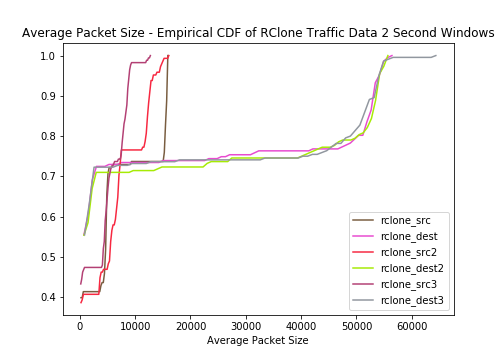 Average Packet Size - Empirical CDF of RClone Traffic Data 2 Second Windows
1.0
0.9
0.8
0.7
0.6
0.5
0.4
rclone_src
rclone_dest
rclone_src2
rclone_dest2
rclone_src3
rclone_dest3
0 10000 20000 30000 40000 50000 60000
Average Packet Size